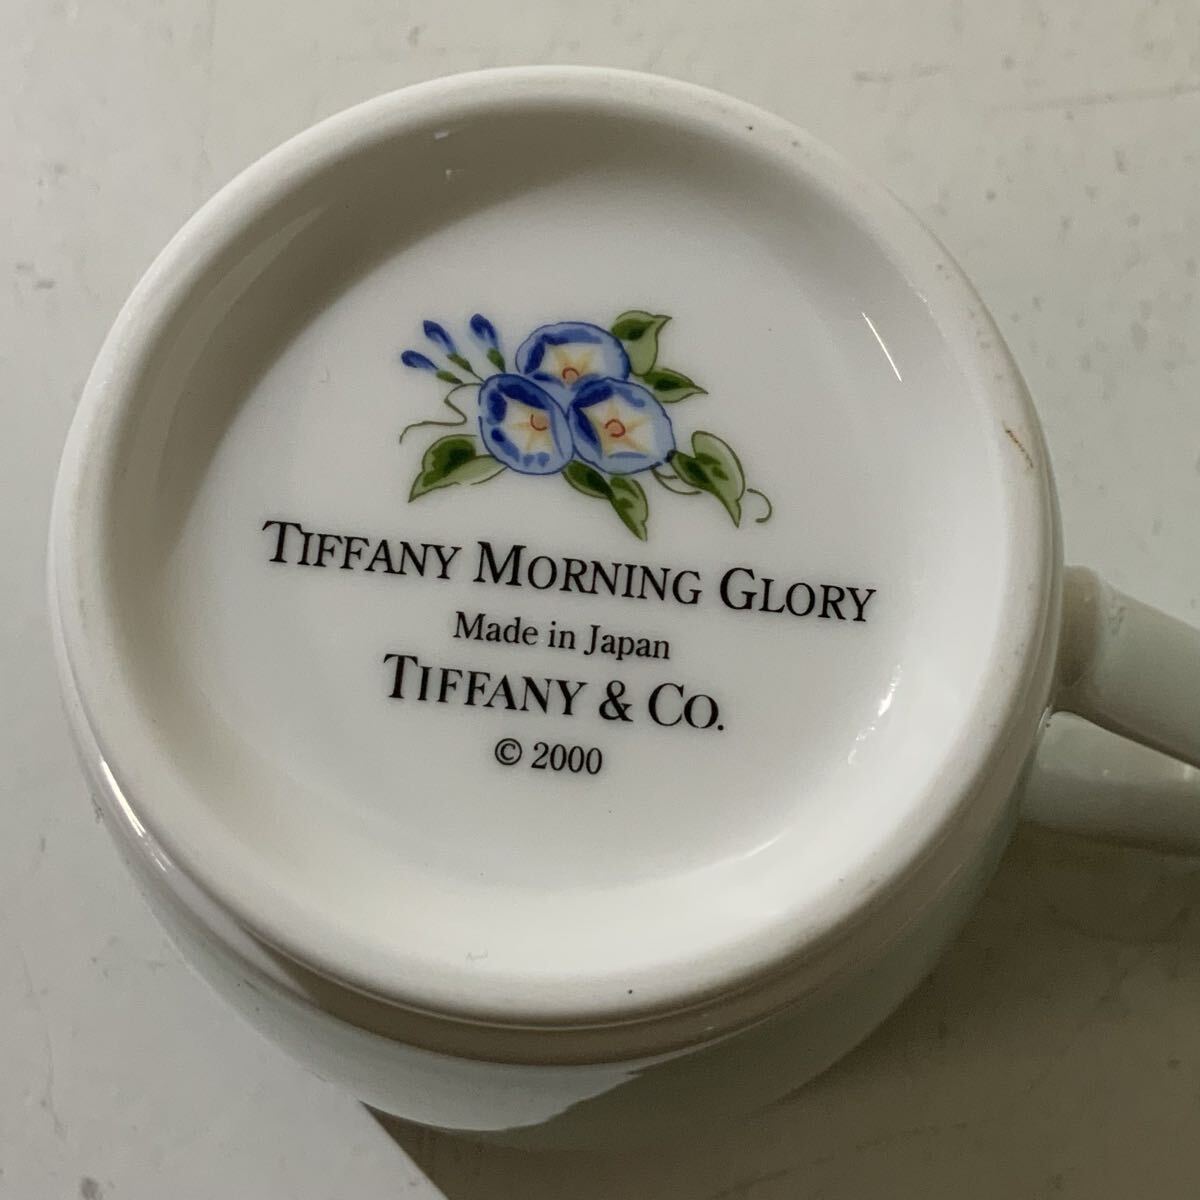 TIFFANY MORNING GLORY
Made in Japan
TIFFANY & CO.
© 2000